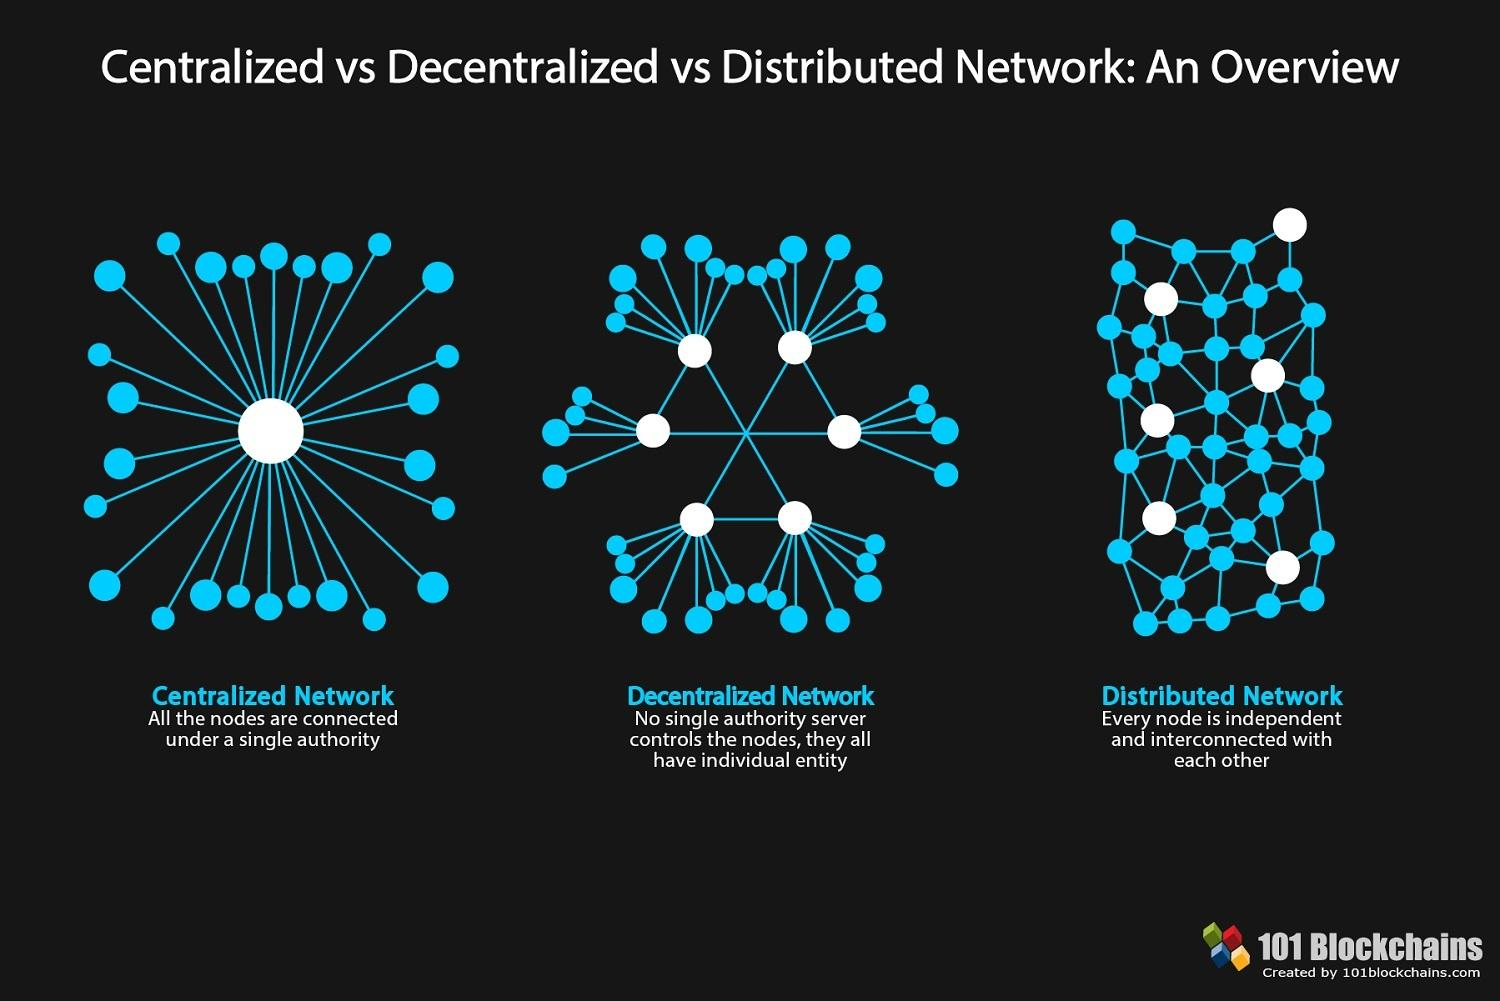 Centralized vs Decentralized vs Distributed Network: An Overview
Centralized Network
All the nodes are connected
under a single authority
Decentralized Network
No single authority server
controls the nodes, they all
have individual entity
Distributed Network
Every node is independent
and interconnected with
each other
101 Blockchains
Created by 101blockchains.com